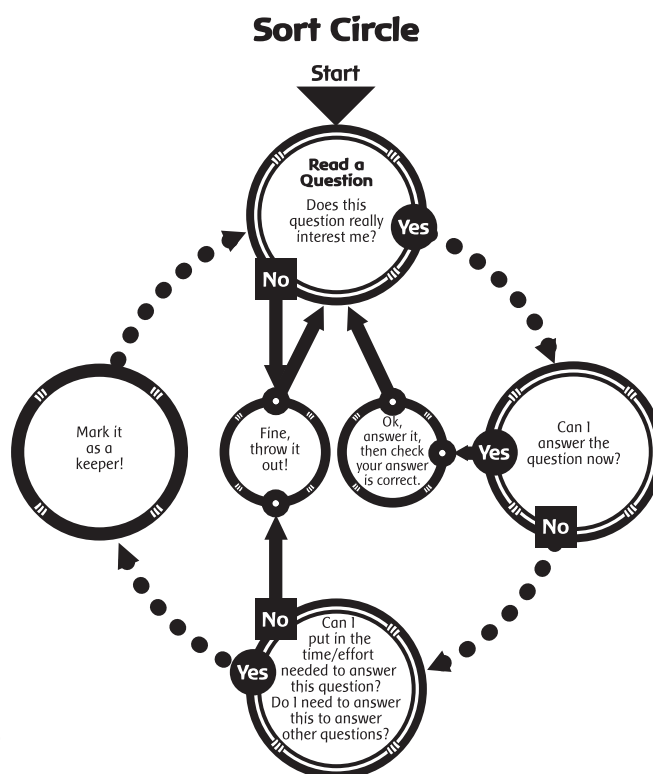 Sort Circle
Start
Read a
Question
Does this
question really
interest me?
Yes
No
Mark it
as a
keeper!
Fine,
throw it
out!
Ok,
answer it,
then check
your answer
is correct.
Yes
Can I
answer the
question now?
No
No
Yes
Can I
put in the
time/effort
needed to answer
this question?
Do I need to answer
this to answer
other questions?